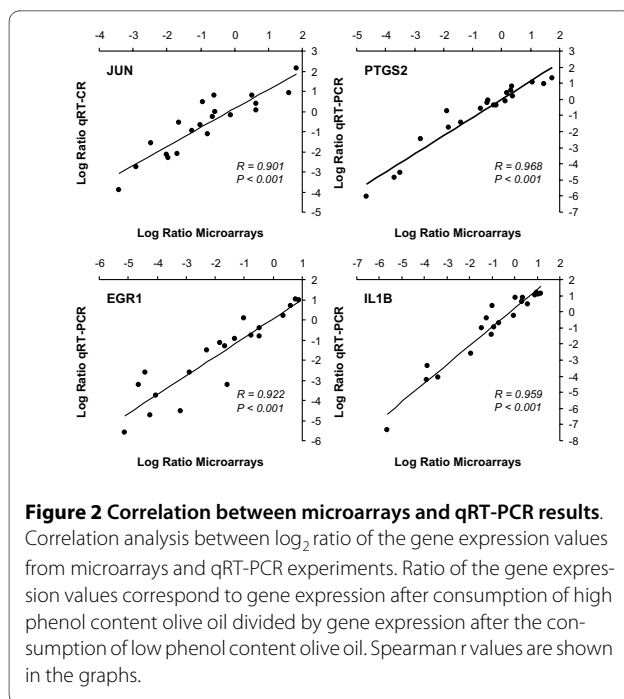 -4 -3 -2 -1 0 1 2
JUN
Log Ratio qRT-CR
3
2
1
0
-1
-2
-3
-4
-5
R = 0.901
P < 0.001
Log Ratio Microarrays
-5 -4 -3 -2 -1 0 1 2
PTGS2
Log Ratio qRT-PCR
3
2
1
0
-1
-2
-3
-4
-5
-6
-7
R = 0.968
P < 0.001
Log Ratio Microarrays
-6 -5 -4 -3 -2 -1 0 1
EGR1
Log Ratio qRT-PCR
2
1
0
-1
-2
-3
-4
-5
-6
R = 0.922
P < 0.001
Log Ratio Microarrays
-7 -6 -5 -4 -3 -2 -1 0 1 2
IL1B
Log Ratio qRT-PCR
3
2
1
0
-1
-2
-3
-4
-5
-6
-7
-8
R = 0.959
P < 0.001
Log Ratio Microarrays
Figure 2 Correlation between microarrays and qRT-PCR results.
Correlation analysis between log2 ratio of the gene expression values
from microarrays and qRT-PCR experiments. Ratio of the gene expres-
sion values correspond to gene expression after consumption of high
phenol content olive oil divided by gene expression after the con-
sumption of low phenol content olive oil. Spearman r values are shown
in the graphs.